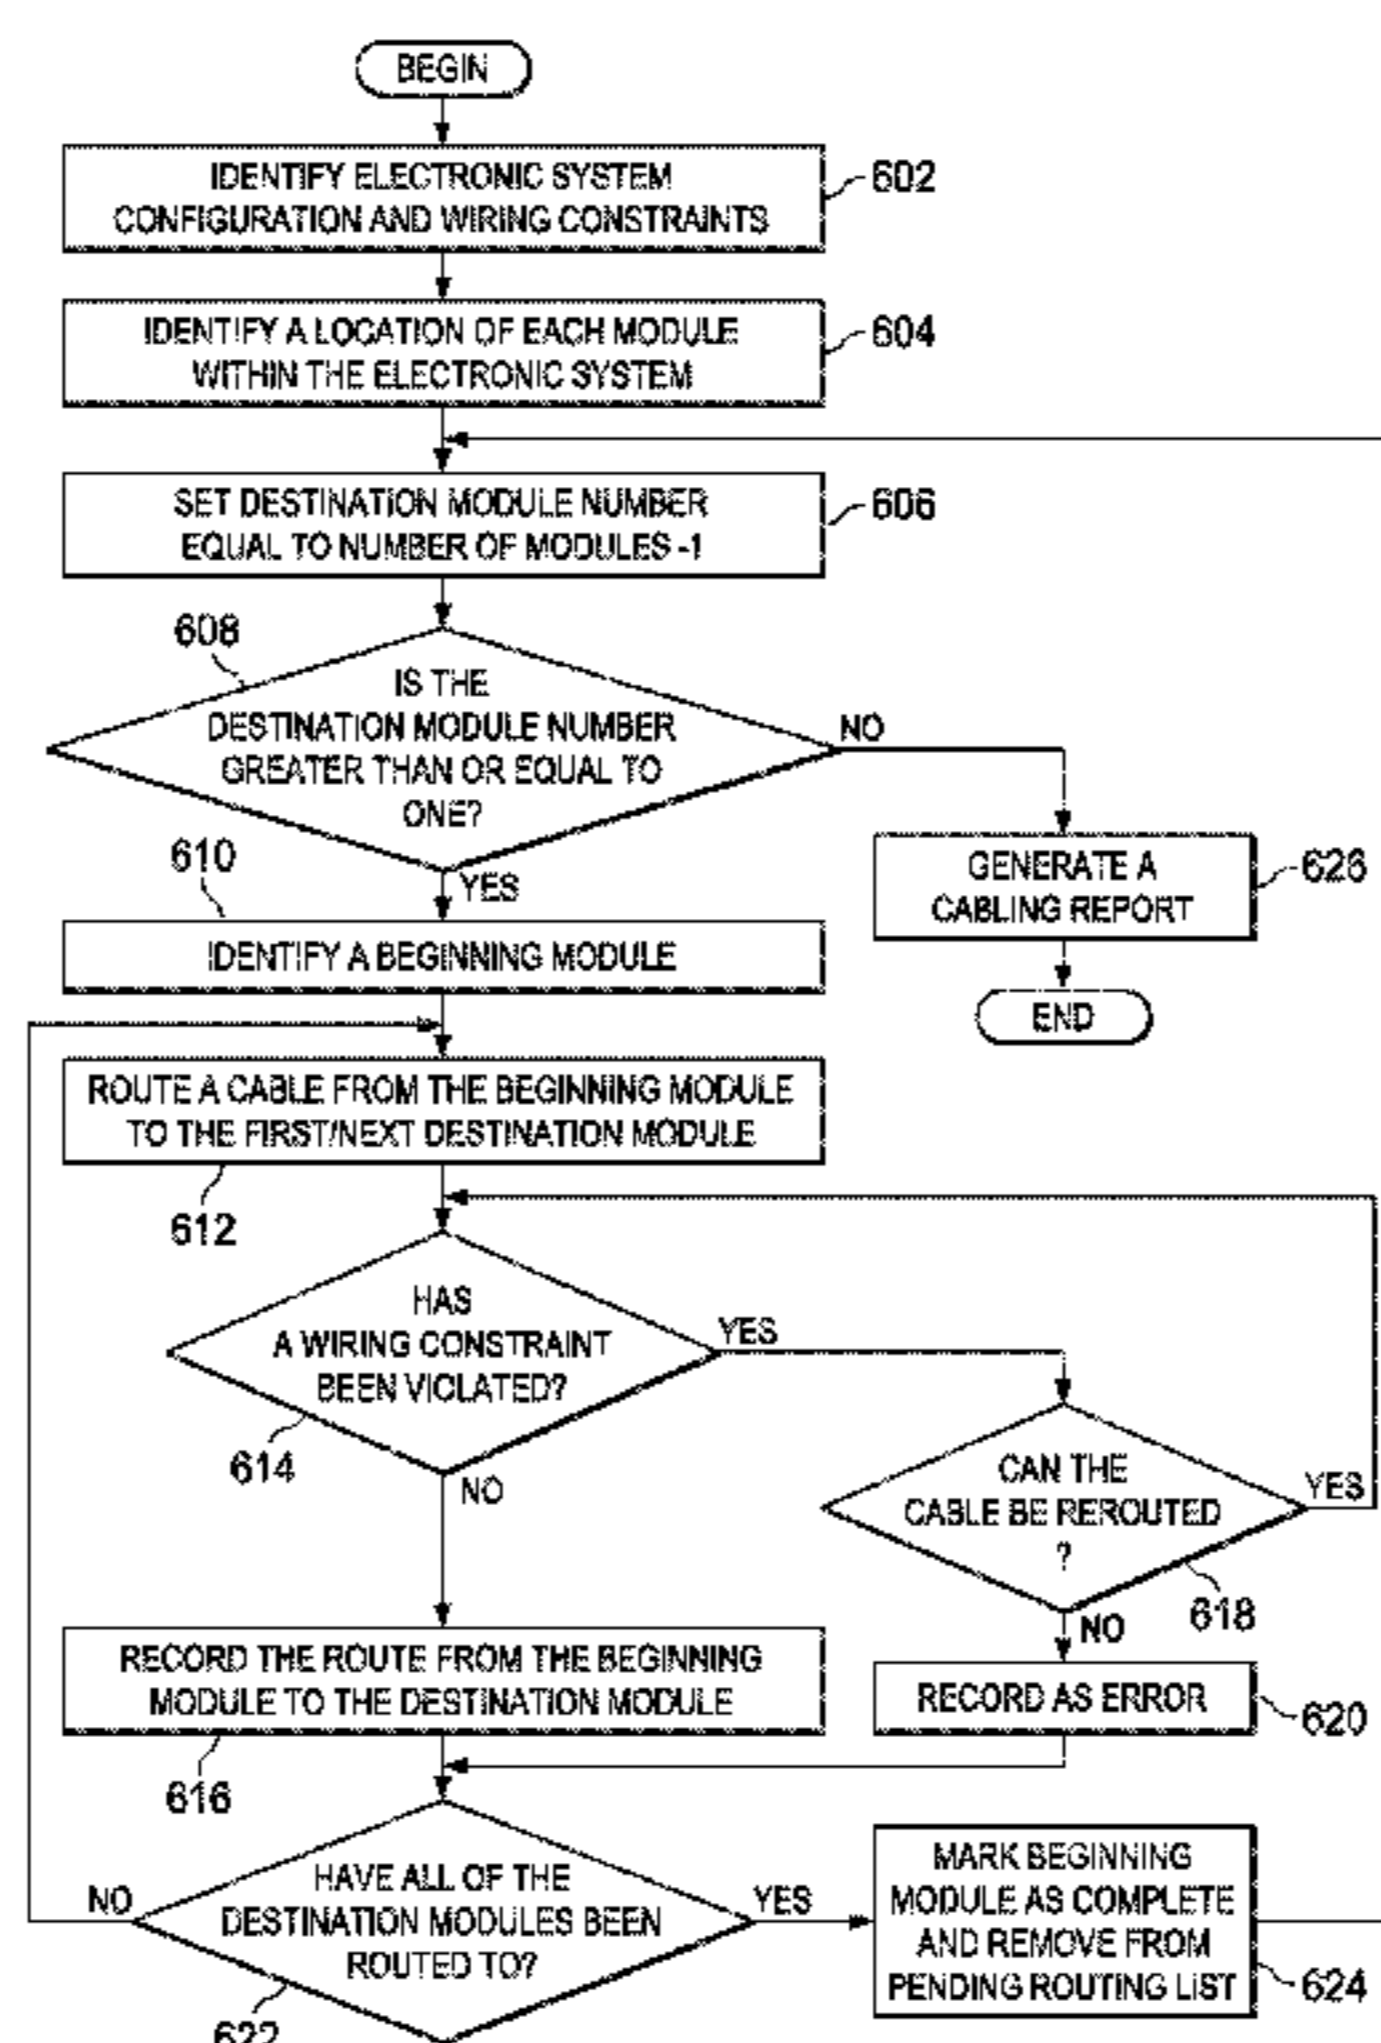 BEGIN
IDENTIFY ELECTRONIC SYSTEM
CONFIGURATION AND WIRING CONSTRAINTS
602
IDENTIFY A LOCATION OF EACH MODULE
WITHIN THE ELECTRONIC SYSTEM
604
SET DESTINATION MODULE NUMBER
EQUAL TO NUMBER OF MODULES -1
606
608
IS THE
DESTINATION MODULE NUMBER
GREATER THAN OR EQUAL TO
ONE?
NO
YES
GENERATE A
CABLING REPORT
626
END
610
IDENTIFY A BEGINNING MODULE
ROUTE A CABLE FROM THE BEGINNING MODULE
TO THE FIRST/NEXT DESTINATION MODULE
612
HAS
A WIRING CONSTRAINT
BEEN VIOLATED?
YES
614
NO
CAN THE
CABLE BE REROUTED
?
YES
618
NO
RECORD THE ROUTE FROM THE BEGINNING
MODULE TO THE DESTINATION MODULE
616
RECORD AS ERROR
620
HAVE ALL OF THE
DESTINATION MODULES BEEN
ROUTED TO?
NO
YES
622
MARK BEGINNING
MODULE AS COMPLETE
AND REMOVE FROM
PENDING ROUTING LIST
624